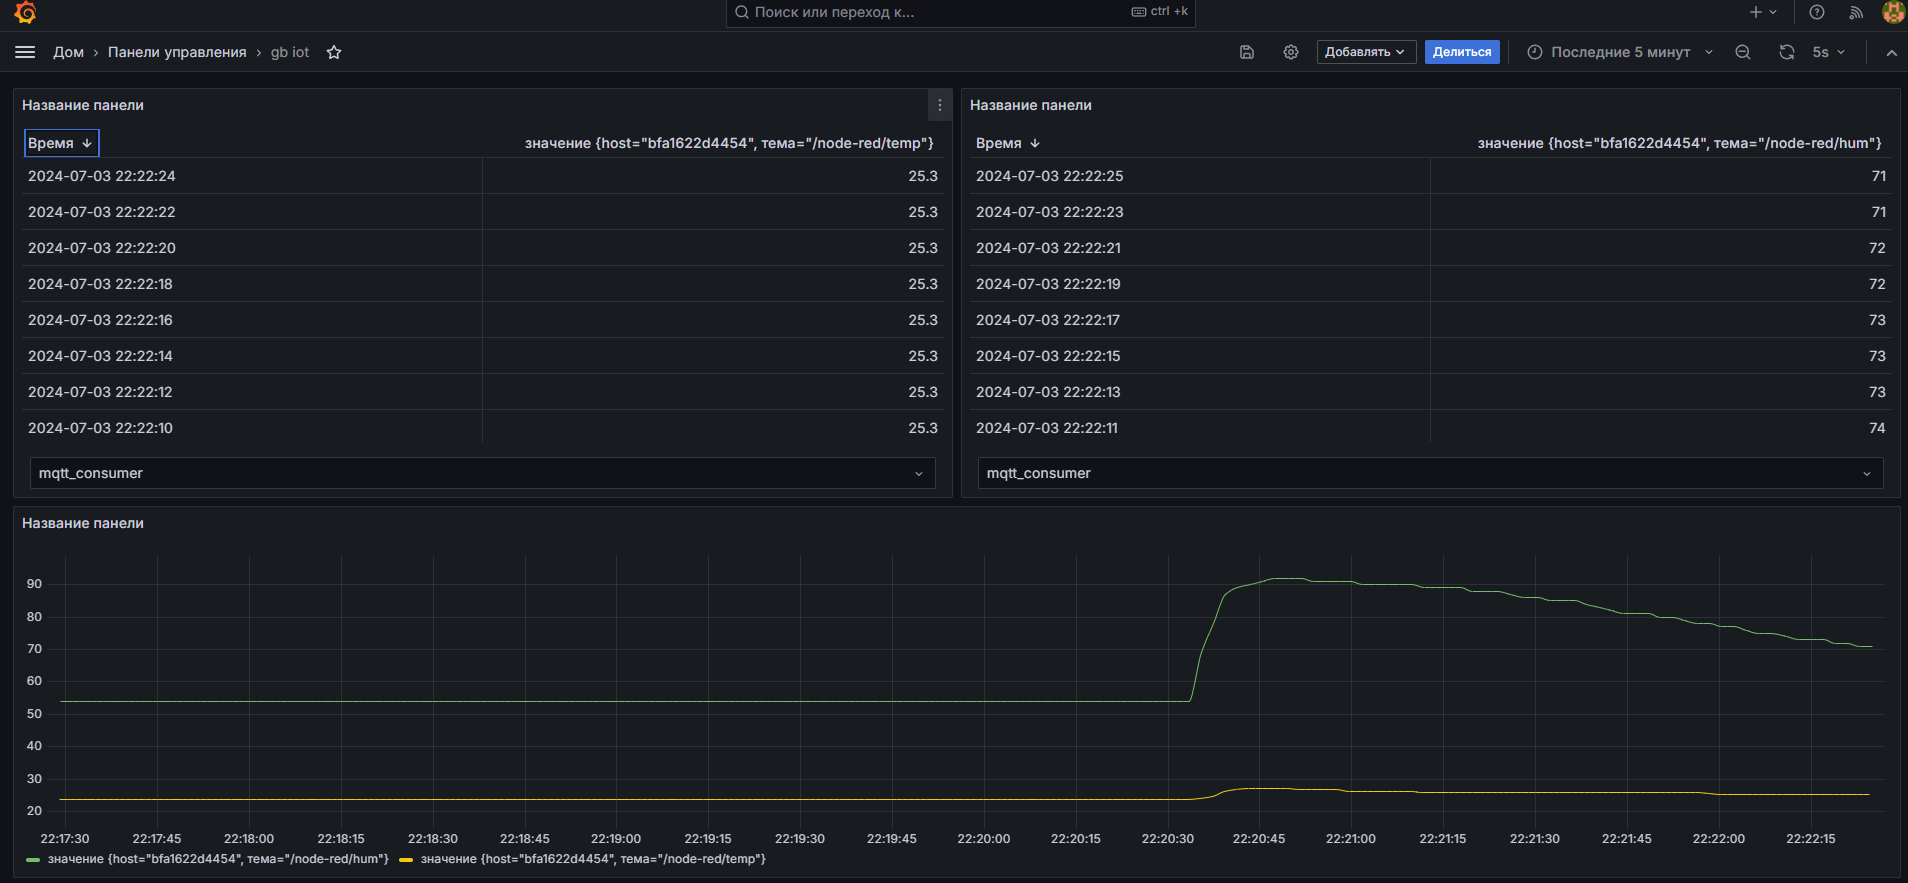 Поиск или переход к...
ctrl +k
Дом › Панели управления › gb iot
Добавлять
Делиться
Последние 5 минут
5s
Название панели
Время
значение {host="bfa1622d4454", тема="/node-red/temp"}
2024-07-03 22:22:24 25.3
2024-07-03 22:22:22 25.3
2024-07-03 22:22:20 25.3
2024-07-03 22:22:18 25.3
2024-07-03 22:22:16 25.3
2024-07-03 22:22:14 25.3
2024-07-03 22:22:12 25.3
2024-07-03 22:22:10 25.3
mqtt_consumer
Название панели
Время
значение {host="bfa1622d4454", тема="/node-red/hum"}
2024-07-03 22:22:25 71
2024-07-03 22:22:23 71
2024-07-03 22:22:21 72
2024-07-03 22:22:19 72
2024-07-03 22:22:17 73
2024-07-03 22:22:15 73
2024-07-03 22:22:13 73
2024-07-03 22:22:11 74
mqtt_consumer
Название панели
90
80
70
60
50
40
30
20
22:17:30 22:17:45 22:18:00 22:18:15 22:18:30 22:18:45 22:19:00 22:19:15 22:19:30 22:19:45 22:20:00 22:20:15 22:20:30 22:20:45 22:21:00 22:21:15 22:21:30 22:21:45 22:22:00 22:22:15
значение {host="bfa1622d4454", тема="/node-red/hum"} значение {host="bfa1622d4454", тема="/node-red/temp"}